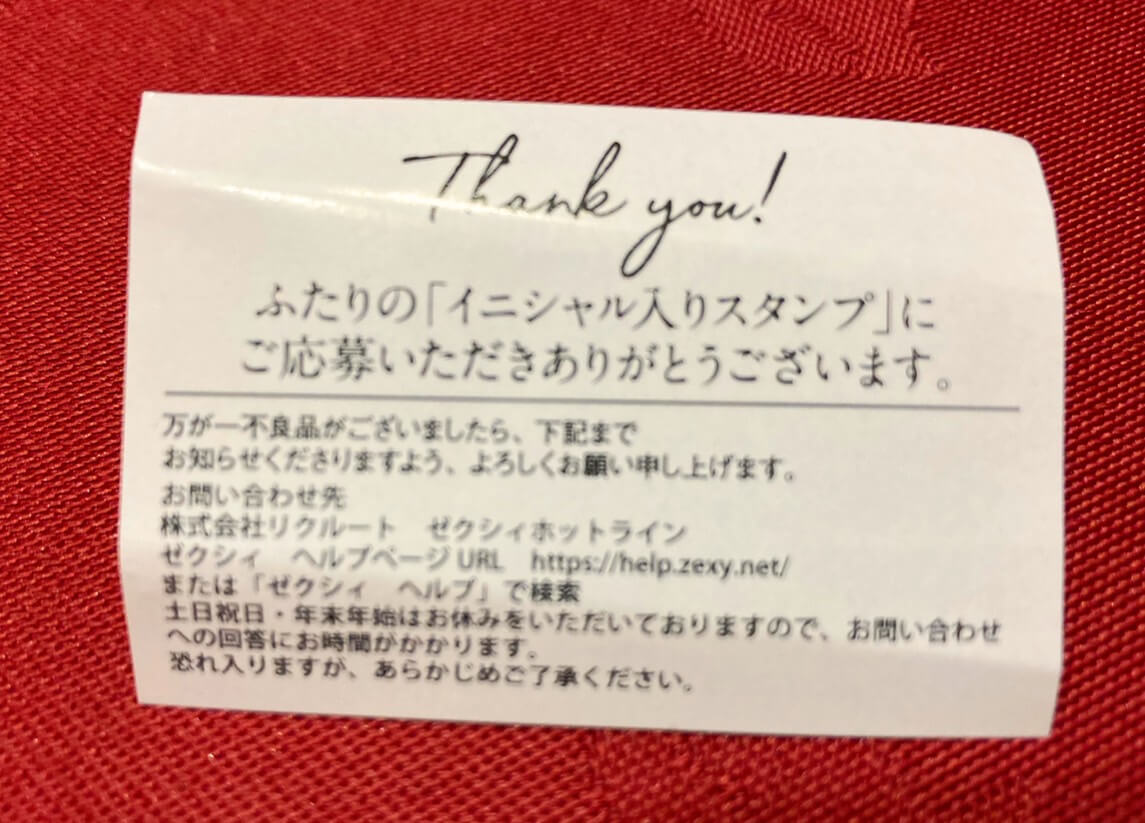 Thank you!
ふたりの「イニシャル入りスタンプ」に
ご応募いただきありがとうございます。
万が一不良品がございましたら、下記まで
お知らせくださりますよう、よろしくお願い申し上げます。
お問い合わせ先
株式会社リクルート　ゼクシィホットライン
ゼクシィ　ヘルプページURL　https://help.zexy.net/
または「ゼクシィ　ヘルプ」で検索
土日祝日・年末年始はお休みをいただいておりますので、お問い合わせ
への回答にお時間がかかります。
恐れ入りますが、あらかじめご了承ください。